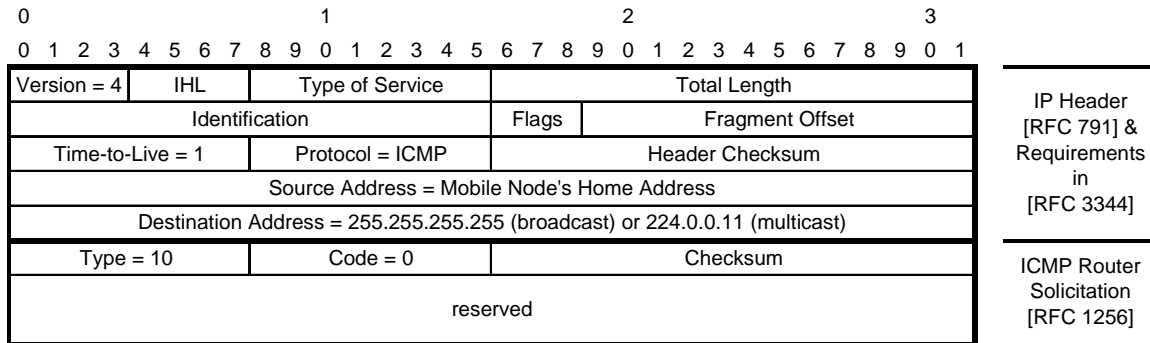 0 1 2 3
0 1 2 3 4 5 6 7 8 9 0 1 2 3 4 5 6 7 8 9 0 1 2 3 4 5 6 7 8 9 0 1
Version = 4 IHL Type of Service Total Length
Identification Flags Fragment Offset
Time-to-Live = 1 Protocol = ICMP Header Checksum
Source Address = Mobile Node's Home Address
Destination Address = 255.255.255.255 (broadcast) or 224.0.0.11 (multicast)
IP Header
[RFC 791] &
Requirements
in
[RFC 3344]
Type = 10 Code = 0 Checksum
reserved
ICMP Router
Solicitation
[RFC 1256]